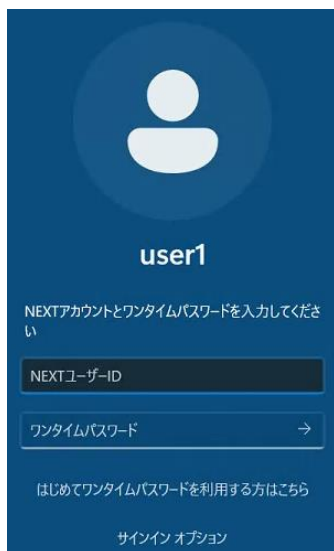 user1
NEXTアカウントとワンタイムパスワードを入力してくださ
い
NEXTユーザーID
ワンタイムパスワード
はじめてワンタイムパスワードを利用する方はこちら
サインイン オプション